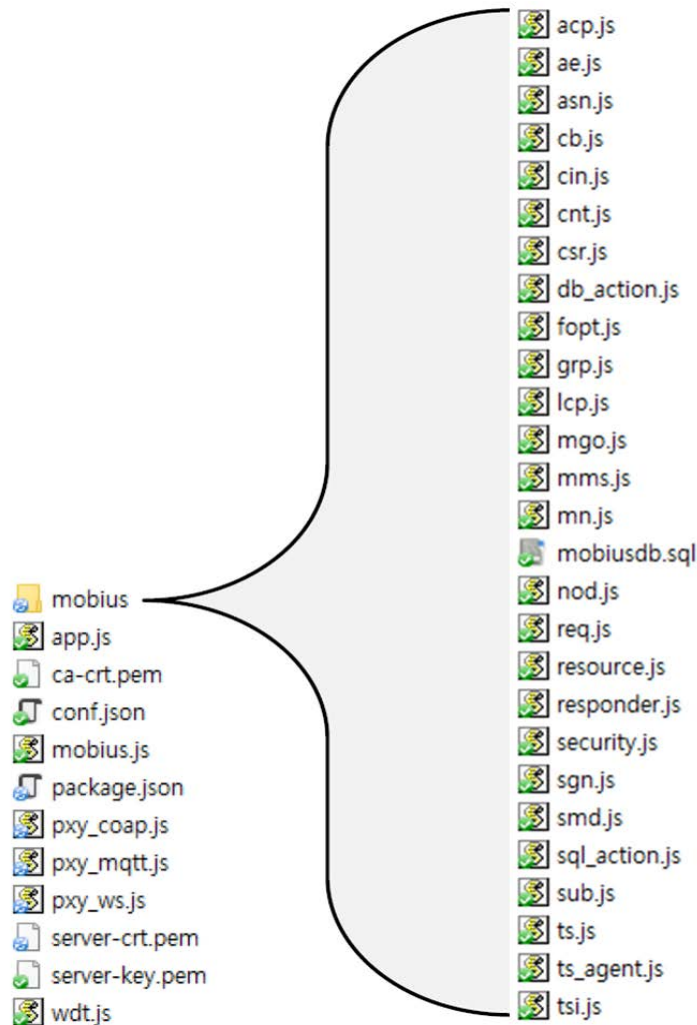 mobius
app.js
ca-crt.pem
conf.json
mobius.js
package.json
pxy_coap.js
pxy_mqtt.js
pxy_ws.js
server-crt.pem
server-key.pem
wdt.js
acp.js
ae.js
asn.js
cb.js
cin.js
cnt.js
csr.js
db_action.js
fopt.js
grp.js
lcp.js
mgo.js
mms.js
mn.js
mobiusdb.sql
nod.js
req.js
resource.js
responder.js
security.js
sgn.js
smd.js
sql_action.js
sub.js
ts.js
ts_agent.js
tsi.js